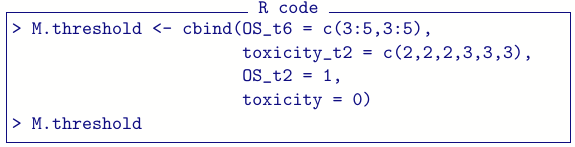 R code
> M.threshold <- cbind(OS_t6 = c(3:5,3:5),
                     toxicity_t2 = c(2,2,2,3,3,3),
                     OS_t2 = 1,
                     toxicity = 0)
> M.threshold